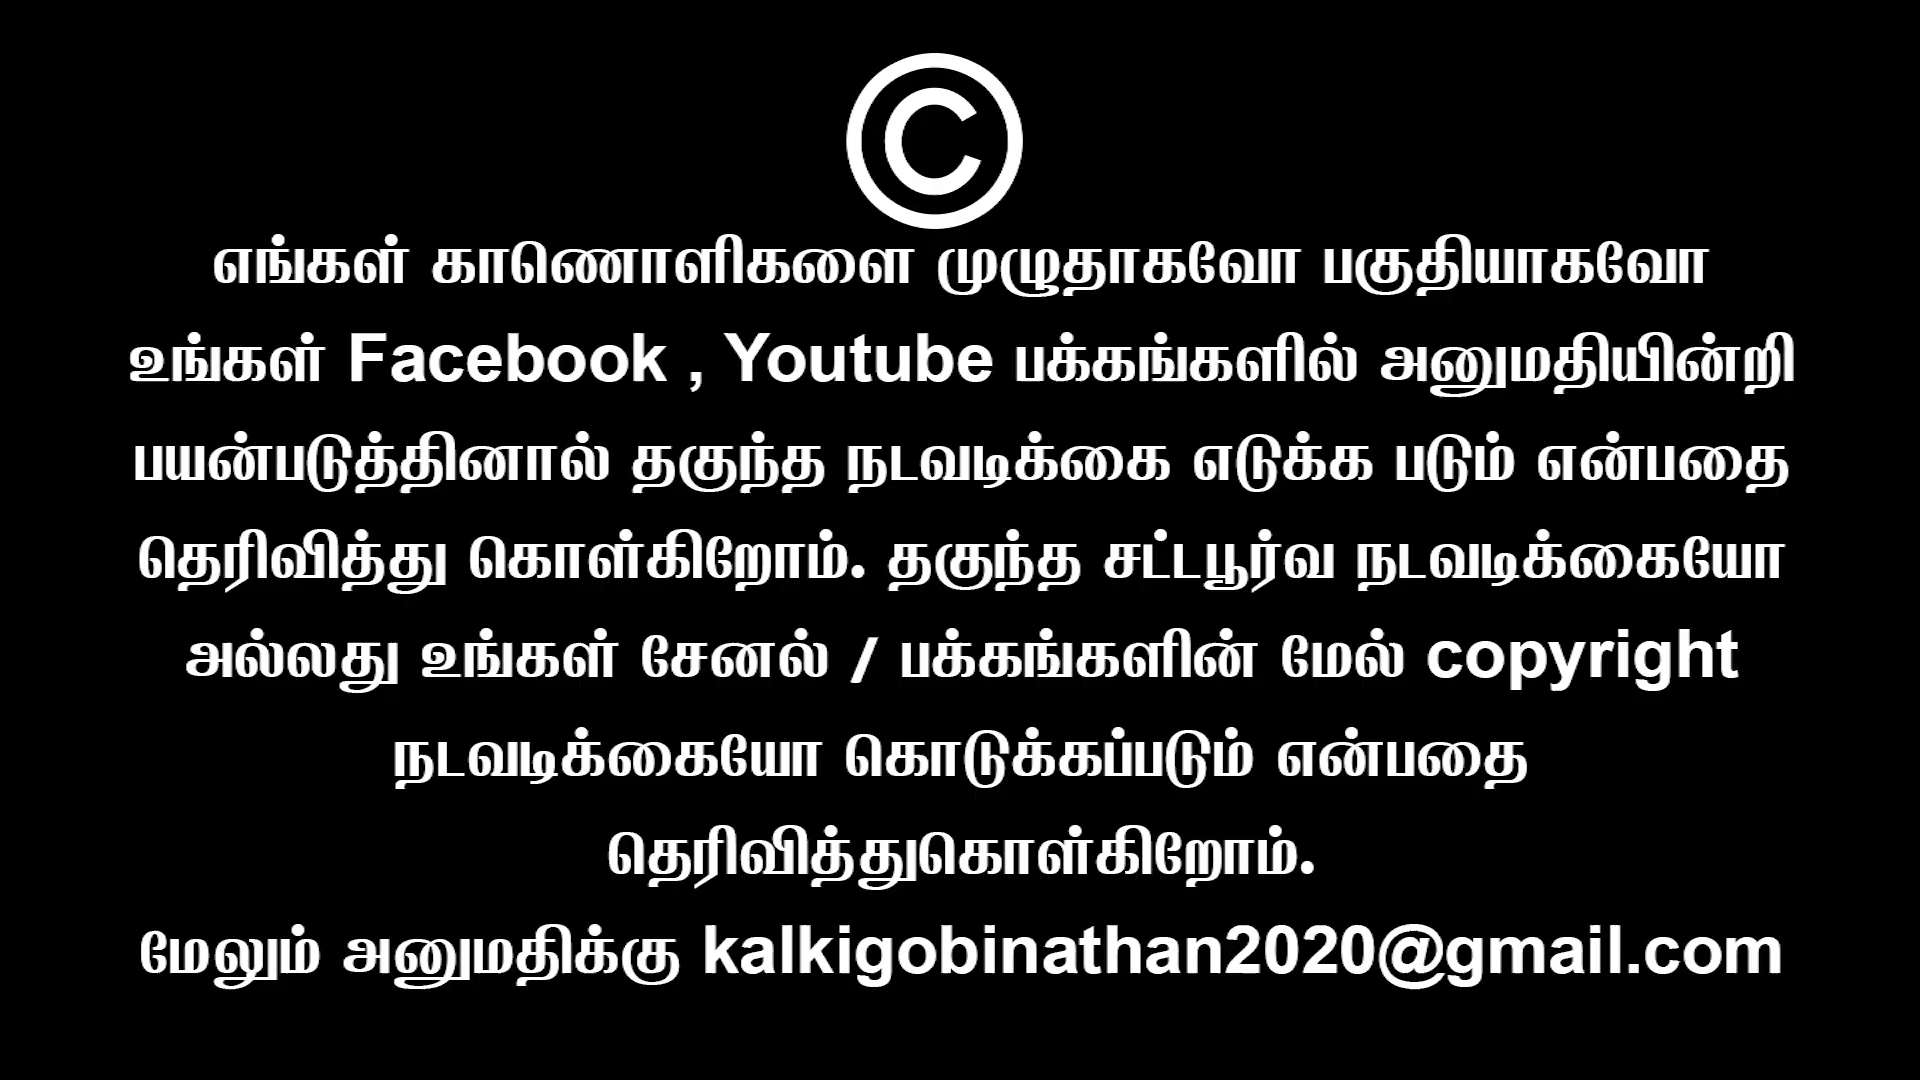 ©
எங்கள் காணொளிகளை முழுதாகவோ பகுதியாகவோ
உங்கள் Facebook , Youtube பக்கங்களில் அனுமதியின்றி
பயன்படுத்தினால் தகுந்த நடவடிக்கை எடுக்க படும் என்பதை
தெரிவித்து கொள்கிறோம். தகுந்த சட்டபூர்வ நடவடிக்கையோ
அல்லது உங்கள் சேனல் / பக்கங்களின் மேல் copyright
நடவடிக்கையோ கொடுக்கப்படும் என்பதை
தெரிவித்துகொள்கிறோம்.
மேலும் அனுமதிக்கு kalkigobinathan2020@gmail.com